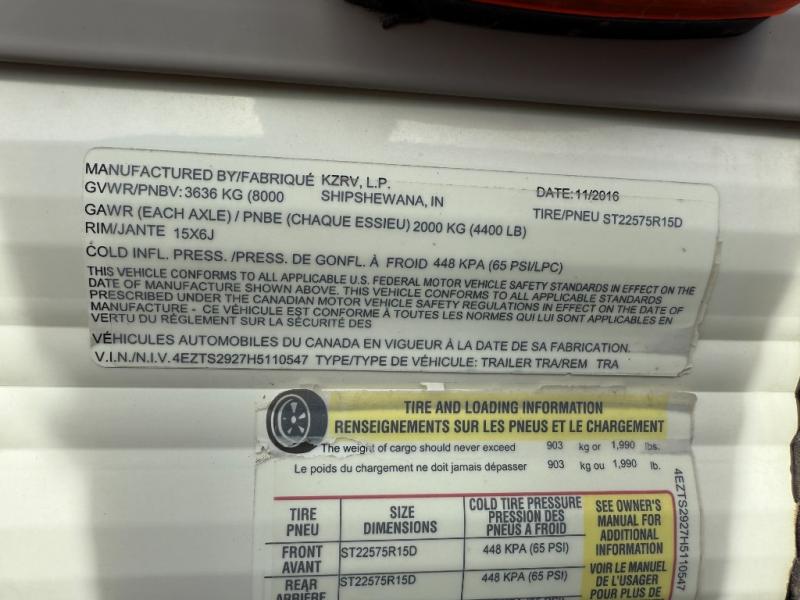 MANUFACTURED BY/FABRIQUÉ KZRV, L.P.
GVWR/PNBV: 3636 KG (8000 SHIPSHEWANA, IN DATE:11/2016
GAWR (EACH AXLE) / PNBE (CHAQUE ESSIEU) 2000 KG (4400 LB) TIRE/PNEU ST22575R15D
RIM/JANTE 15X6J
COLD INFL. PRESS. /PRESS. DE GONFL. À FROID 448 KPA (65 PSI/LPC)
THIS VEHICLE CONFORMS TO ALL APPLICABLE U.S. FEDERAL MOTOR VEHICLE SAFETY STANDARDS IN EFFECT ON THE
DATE OF MANUFACTURE SHOWN ABOVE. THIS VEHICLE CONFORMS TO ALL APPLICABLE STANDARDS
PRESCRIBED UNDER THE CANADIAN MOTOR VEHICLE SAFETY REGULATIONS IN EFFECT ON THE DATE OF
MANUFACTURE - CE VÉHICULE EST CONFORME À TOUTES LES NORMES QUI LUI SONT APPLICABLES EN
VERTU DU RÉGLEMENT SUR LA SÉCURITÉ DES
VÉHICULES AUTOMOBILES DU CANADA EN VIGUEUR À LA DATE DE SA FABRICATION.
V.I.N./N.I.V. 4EZTS2927H5110547 TYPE/TYPE DE VÉHICULE: TRAILER TRA/REM TRA
TIRE AND LOADING INFORMATION
RENSEIGNEMENTS SUR LES PNEUS ET LE CHARGEMENT
The weight of cargo should never exceed 903 kg or 1,990 lbs.
Le poids du chargement ne doit jamais dépasser 903 kg ou 1,990 lb.
TIRE
PNEU
SIZE
DIMENSIONS
COLD TIRE PRESSURE
PRESSION DES
PNEUS A FROID
SEE OWNER'S
MANUAL FOR
ADDITIONAL
INFORMATION
FRONT
AVANT
ST22575R15D
448 KPA (65 PSI)
REAR
ARRIÈRE
ST22575R15D
448 KPA (65 PSI)
VOIR LE MANUEL
DE L'USAGER
POUR PLUS DE
4EZTS2927H5110547